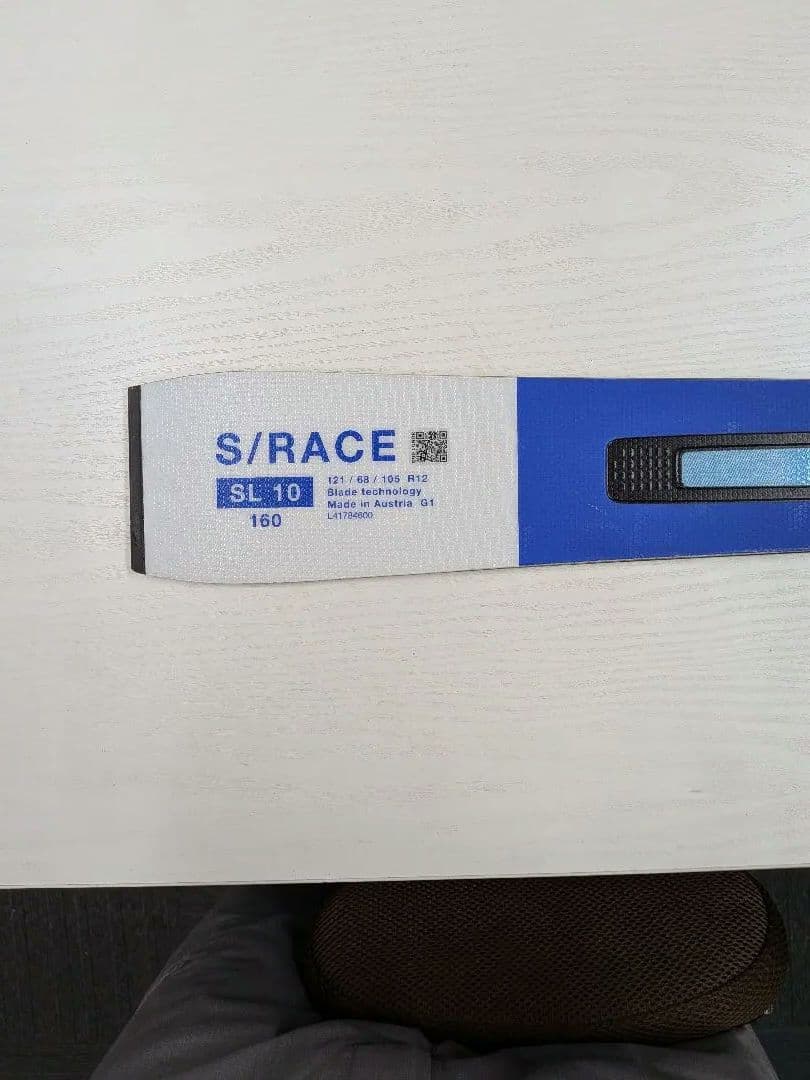 S/RACE
SL 10
160
121 / 68 / 105 R12
Blade technology
Made in Austria G1
L41784600